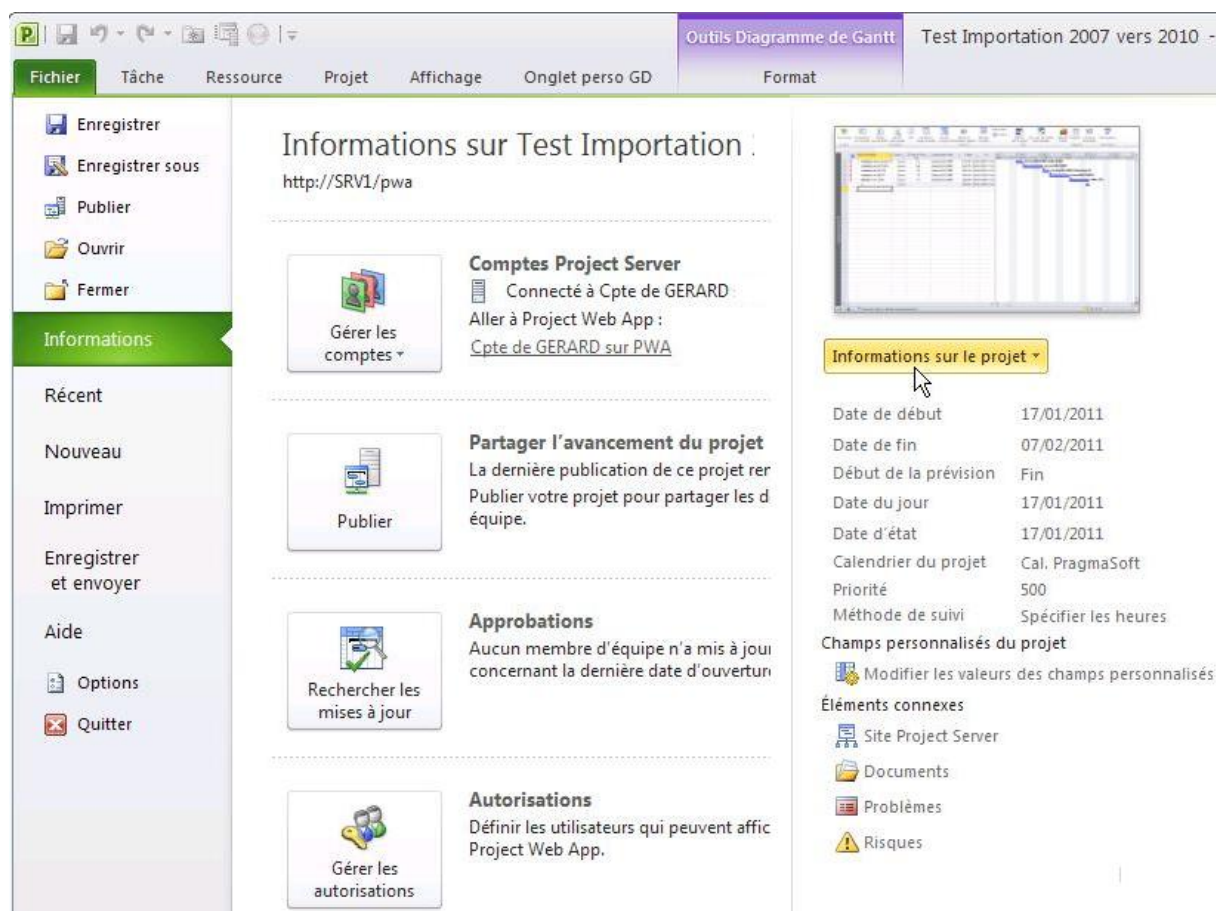 Outils Diagramme de Gantt
Test Importation 2007 vers 2010 -
Fichier
Tâche
Ressource
Projet
Affichage
Onglet perso GD
Format
Enregistrer
Enregistrer sous
Publier
Ouvrir
Fermer
Informations
Récent
Nouveau
Imprimer
Enregistrer
et envoyer
Aide
Options
Quitter
Informations sur Test Importation
http://SRV1/pwa
Gérer les
comptes
Comptes Project Server
Connecté à Cpte de GERARD
Aller à Project Web App :
Cpte de GERARD sur PWA
Publier
Partager l'avancement du projet
La dernière publication de ce projet rer
Publier votre projet pour partager les d
équipe.
Rechercher les
mises à jour
Approbations
Aucun membre d'équipe n'a mis à jour
concernant la dernière date d'ouverture
Gérer les
autorisations
Autorisations
Définir les utilisateurs qui peuvent affic
Project Web App.
Informations sur le projet
Date de début 17/01/2011
Date de fin 07/02/2011
Début de la prévision Fin
Date du jour 17/01/2011
Date d'état 17/01/2011
Calendrier du projet Cal. PragmaSoft
Priorité 500
Méthode de suivi Spécifier les heures
Champs personnalisés du projet
Modifier les valeurs des champs personnalisés
Éléments connexes
Site Project Server
Documents
Problèmes
Risques